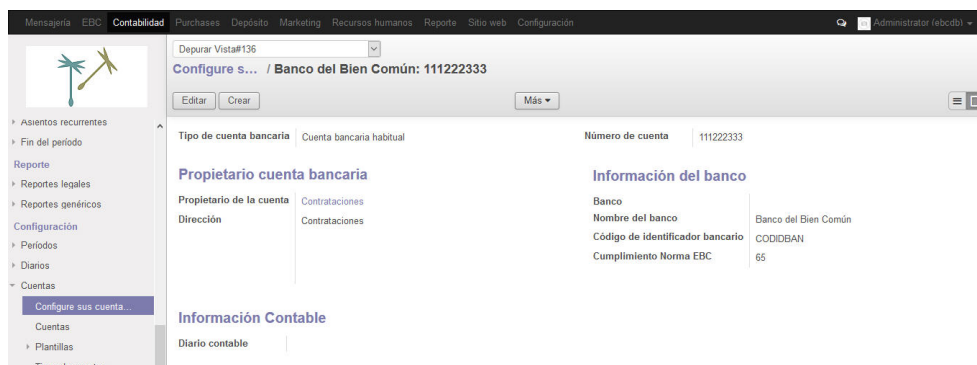 Mensajería EBC Contabilidad Purchases Depósito Marketing Recursos humanos Reporte Sitio web Configuración Administrator (ebcdb)
Depurar Vista#136
Configure s... / Banco del Bien Común: 111222333
Editar Crear Más
Asientos recurrentes
Fin del período
Reporte
Reportes legales
Reportes genéricos
Configuración
Períodos
Diarios
Cuentas
Configure sus cuenta...
Cuentas
Plantillas
Tipo de cuenta bancaria Cuenta bancaria habitual
Número de cuenta 111222333
Propietario cuenta bancaria
Propietario de la cuenta Contrataciones
Dirección Contrataciones
Información del banco
Banco
Nombre del banco Banco del Bien Común
Código de identificador bancario CODIDBAN
Cumplimiento Norma EBC 65
Información Contable
Diario contable